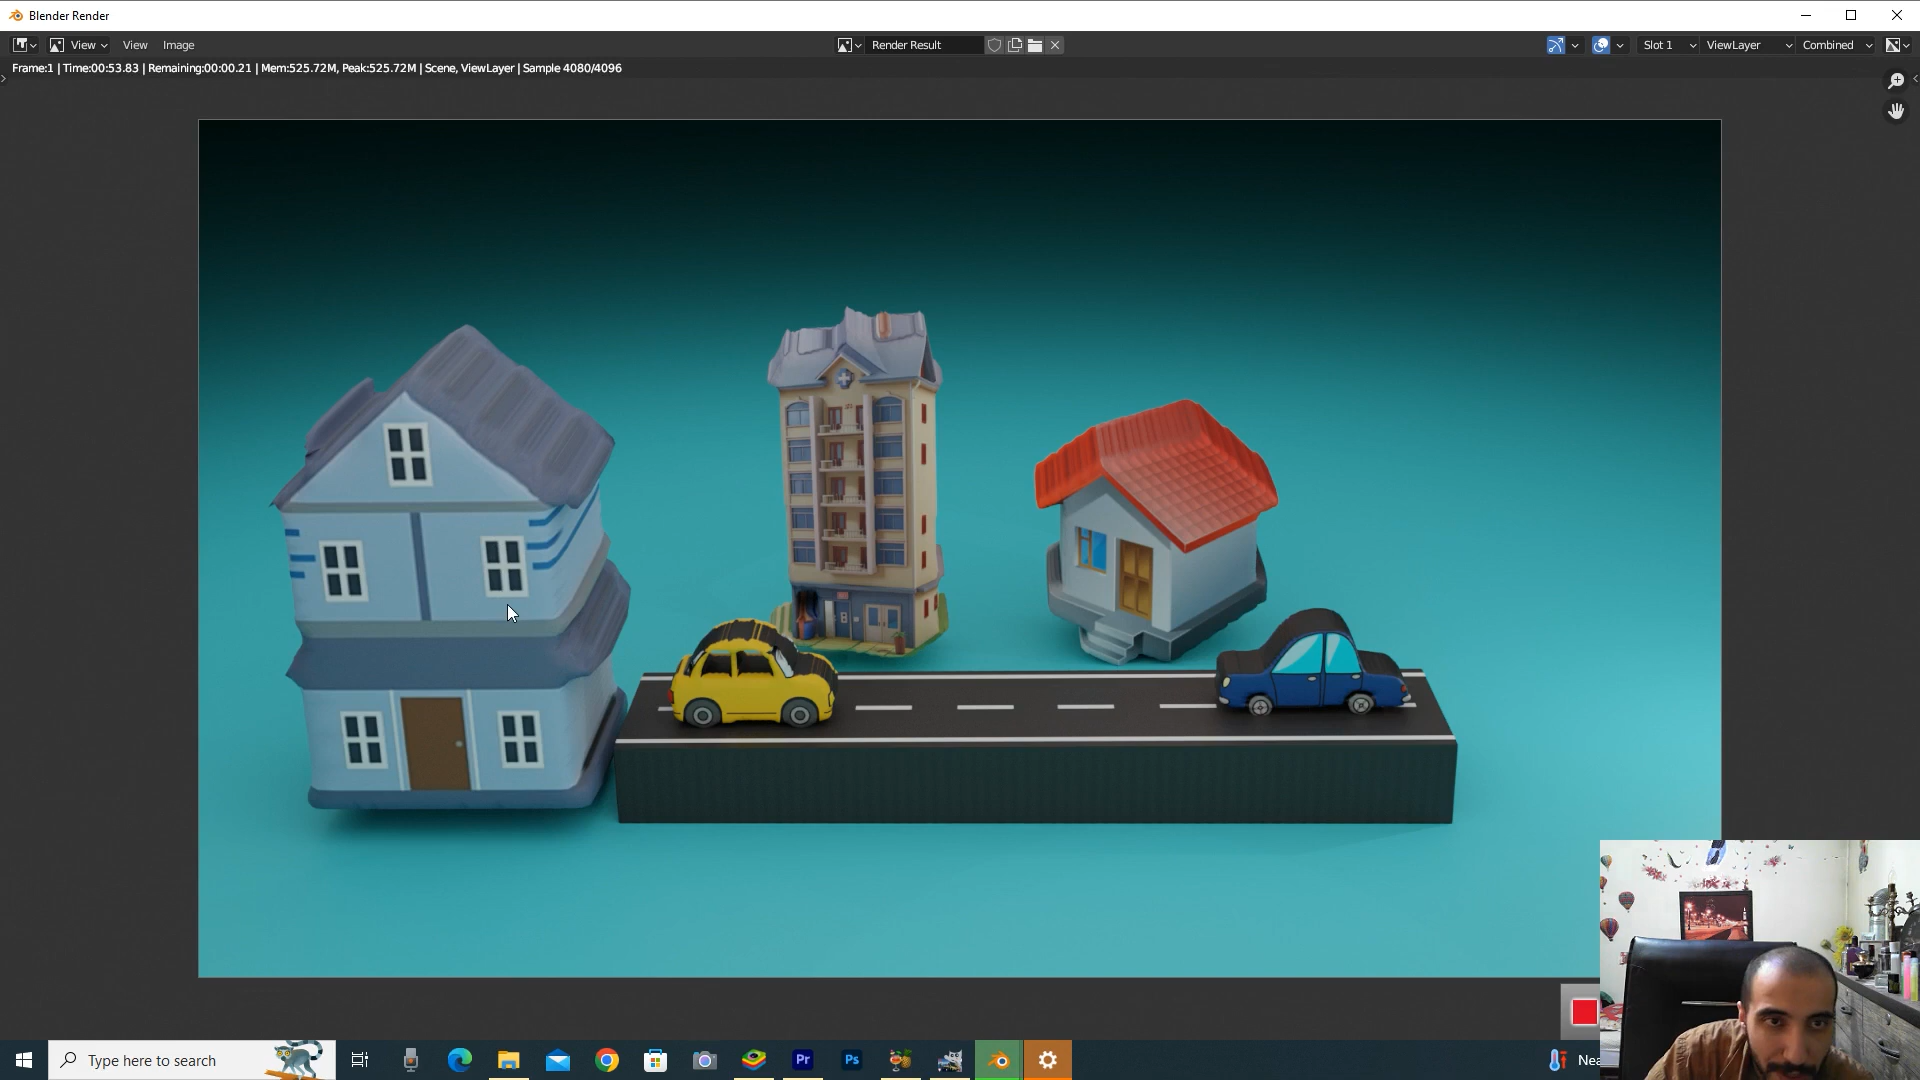 Blender Render
View View Image Render Result Slot 1 ViewLayer Combined
Frame:1 | Time:00:53.83 | Remaining:00:00.21 | Mem:525.72M, Peak:525.72M | Scene, ViewLayer | Sample 4080/4096
Type here to search Pr Ps Nea